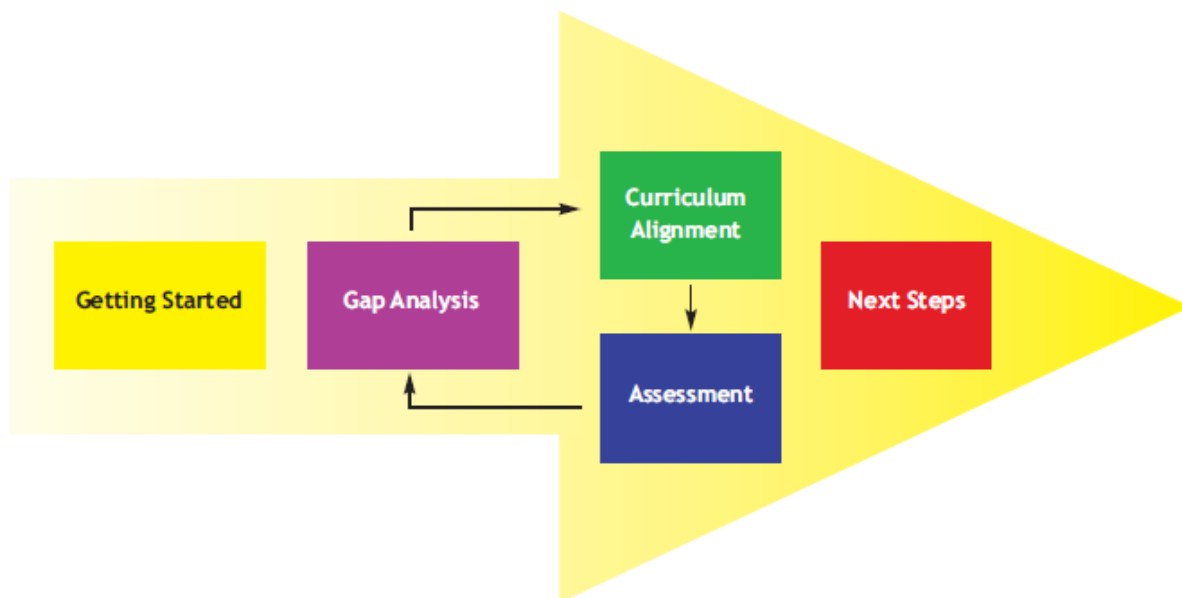 Getting Started
Gap Analysis
Curriculum
Alignment
Assessment
Next Steps